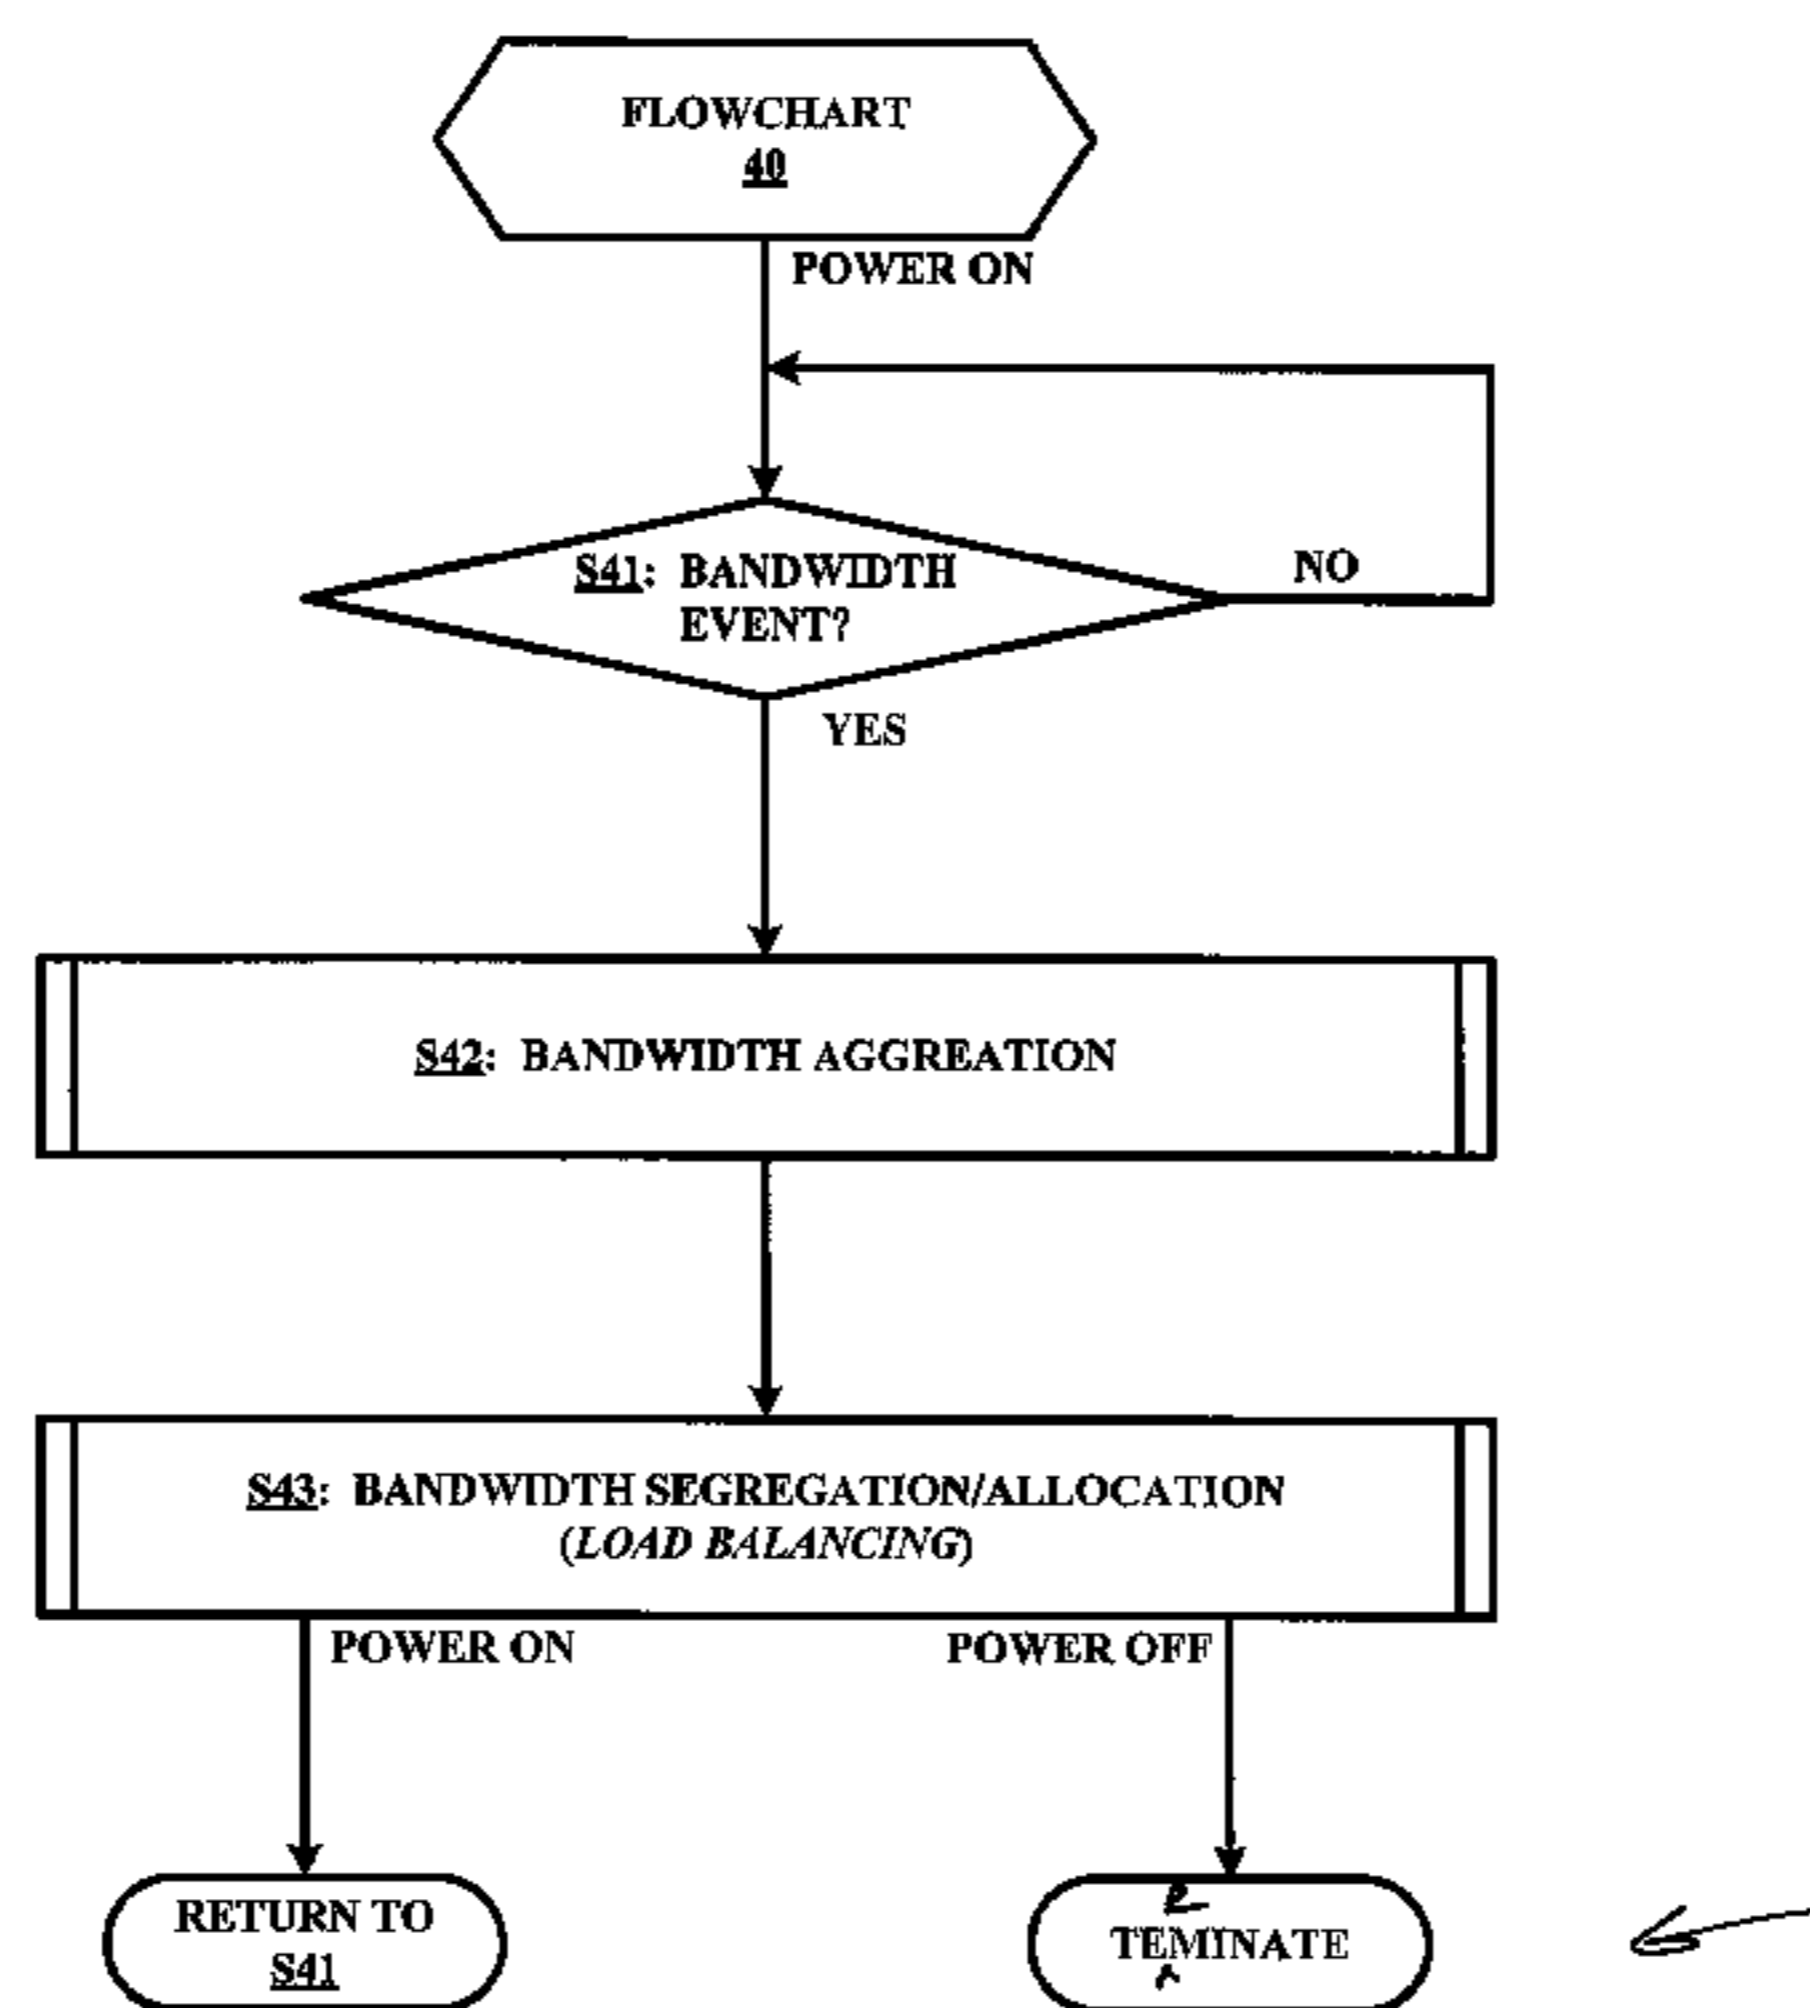 FLOWCHART
40
POWER ON
S41: BANDWIDTH
EVENT?
NO
YES
S42: BANDWIDTH AGGREATION
S43: BANDWIDTH SEGREGATION/ALLOCATION
(LOAD BALANCING)
POWER ON
POWER OFF
RETURN TO
S41
TEMINATE